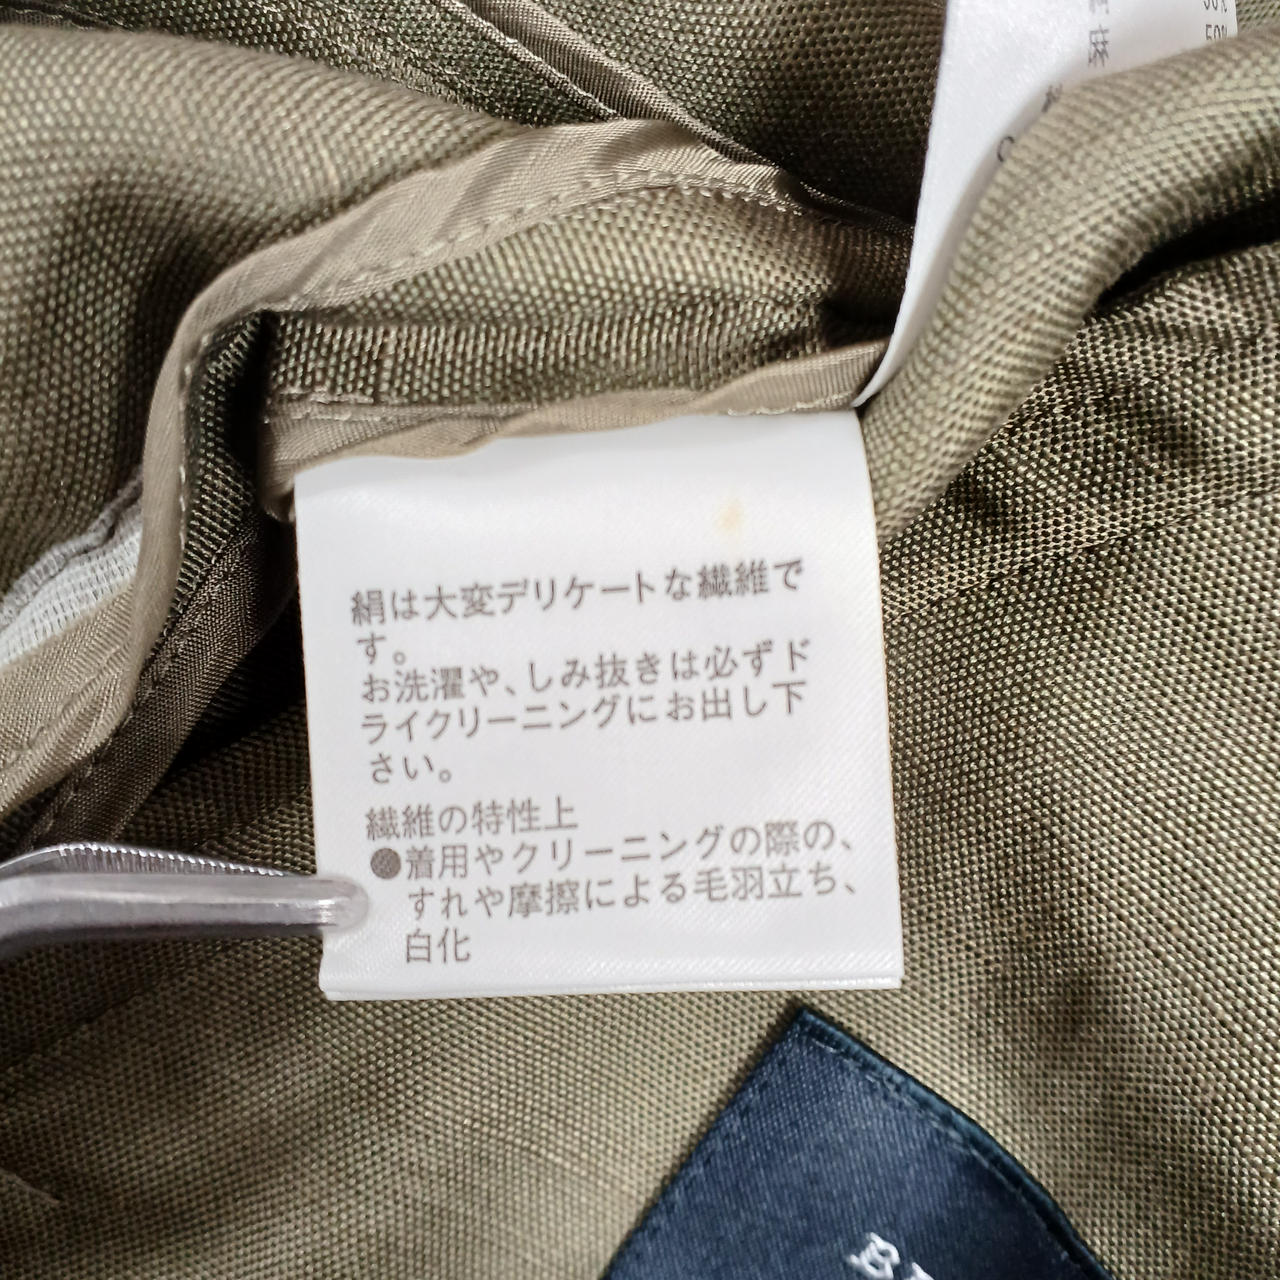 麻
絹は大変デリケートな繊維で
す。
お洗濯や、しみ抜きは必ずド
ライクリーニングにお出し下
さい。
繊維の特性上
●着用やクリーニングの際の、
すれや摩擦による毛羽立ち、
白化
B